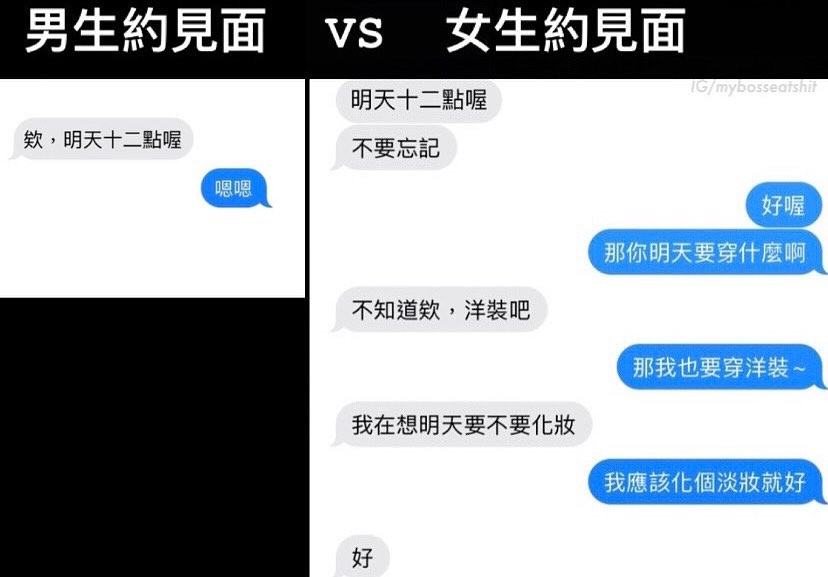 男生約見面 vs 女生約見面
IG/mybosseatshit
欸，明天十二點喔
嗯嗯
明天十二點喔
不要忘記
好喔
那你明天要穿什麼啊
不知道欸，洋裝吧
那我也要穿洋裝~
我在想明天要不要化妝
我應該化個淡妝就好
好